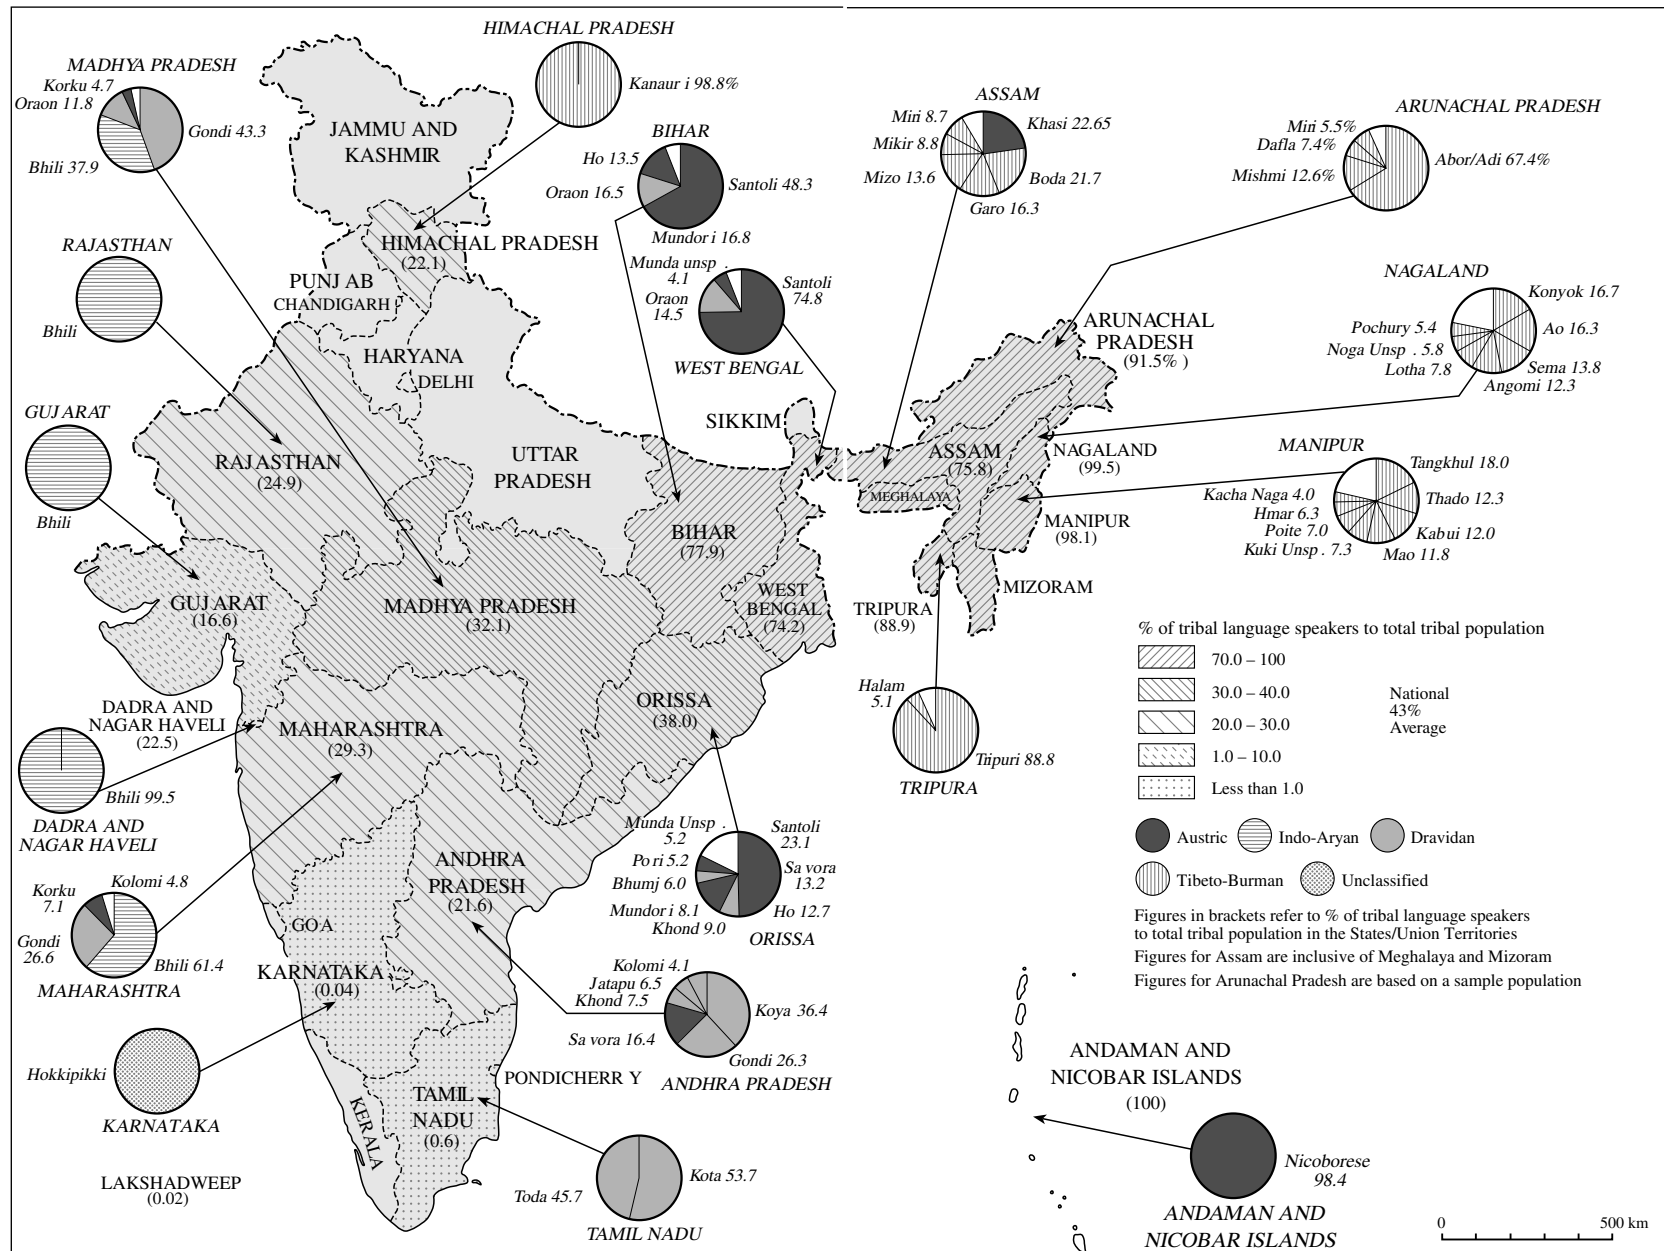 HIMACHAL PRADESH
Kanaur i 98.8%
MADHYA PRADESH
Korku 4.7
Oraon 11.8
Gondi 43.3
Bhili 37.9
BIHAR
Ho 13.5
Oraon 16.5
Santoli 48.3
Mundor i 16.8
ASSAM
Miri 8.7
Khasi 22.65
Mikir 8.8
Mizo 13.6
Boda 21.7
Garo 16.3
ARUNACHAL PRADESH
Miri 5.5%
Dafla 7.4%
Abor/Adi 67.4%
Mishmi 12.6%
RAJASTHAN
Bhili
Munda unsp .
4.1
Oraon
14.5
Santoli
74.8
WEST BENGAL
NAGALAND
Konyok 16.7
Pochury 5.4
Ao 16.3
Noga Unsp . 5.8
Lotha 7.8
Sema 13.8
Angomi 12.3
GUJ ARAT
Bhili
MANIPUR
Tangkhul 18.0
Kacha Naga 4.0
Thado 12.3
Hmar 6.3
Poite 7.0
Kabui 12.0
Kuki Unsp . 7.3
Mao 11.8
JAMMU AND
KASHMIR
HIMACHAL PRADESH
(22.1)
PUNJ AB
CHANDIGARH
HARYANA
DELHI
UTTAR
PRADESH
SIKKIM
ARUNACHAL
PRADESH
(91.5% )
RAJASTHAN
(24.9)
ASSAM
(75.8)
MEGHALAYA
NAGALAND
(99.5)
MANIPUR
(98.1)
MIZORAM
TRIPURA
(88.9)
BIHAR
(77.9)
WEST
BENGAL
(74.2)
GUJ ARAT
(16.6)
MADHYA PRADESH
(32.1)
ORISSA
(38.0)
DADRA AND
NAGAR HAVELI
(22.5)
MAHARASHTRA
(29.3)
ANDHRA
PRADESH
(21.6)
GO A
KARNATAKA
(0.04)
PONDICHERR Y
TAMIL
NADU
(0.6)
KERALA
LAKSHADWEEP
(0.02)
Bhili 99.5
DADRA AND
NAGAR HAVELI
Halam
5.1
Tripuri 88.8
TRIPURA
Kolomi 4.8
Korku
7.1
Gondi
26.6
Bhili 61.4
MAHARASHTRA
Munda Unsp .
5.2
Santoli
23.1
Po ri 5.2
Sa vora
13.2
Bhumj 6.0
Mundor i 8.1
Ho 12.7
Khond 9.0
ORISSA
Kolomi 4.1
Jatapu 6.5
Khond 7.5
Koya 36.4
Sa vora 16.4
Gondi 26.3
ANDHRA PRADESH
Hokkipikki
KARNATAKA
Toda 45.7
Kota 53.7
TAMIL NADU
% of tribal language speakers to total tribal population
70.0 – 100
30.0 – 40.0
20.0 – 30.0
1.0 – 10.0
Less than 1.0
National
43%
Average
Austric
Indo-Aryan
Dravidan
Tibeto-Burman
Unclassified
Figures in brackets refer to % of tribal language speakers
to total tribal population in the States/Union Territories
Figures for Assam are inclusive of Meghalaya and Mizoram
Figures for Arunachal Pradesh are based on a sample population
ANDAMAN AND
NICOBAR ISLANDS
(100)
Nicoborese
98.4
ANDAMAN AND
NICOBAR ISLANDS
0 500 km